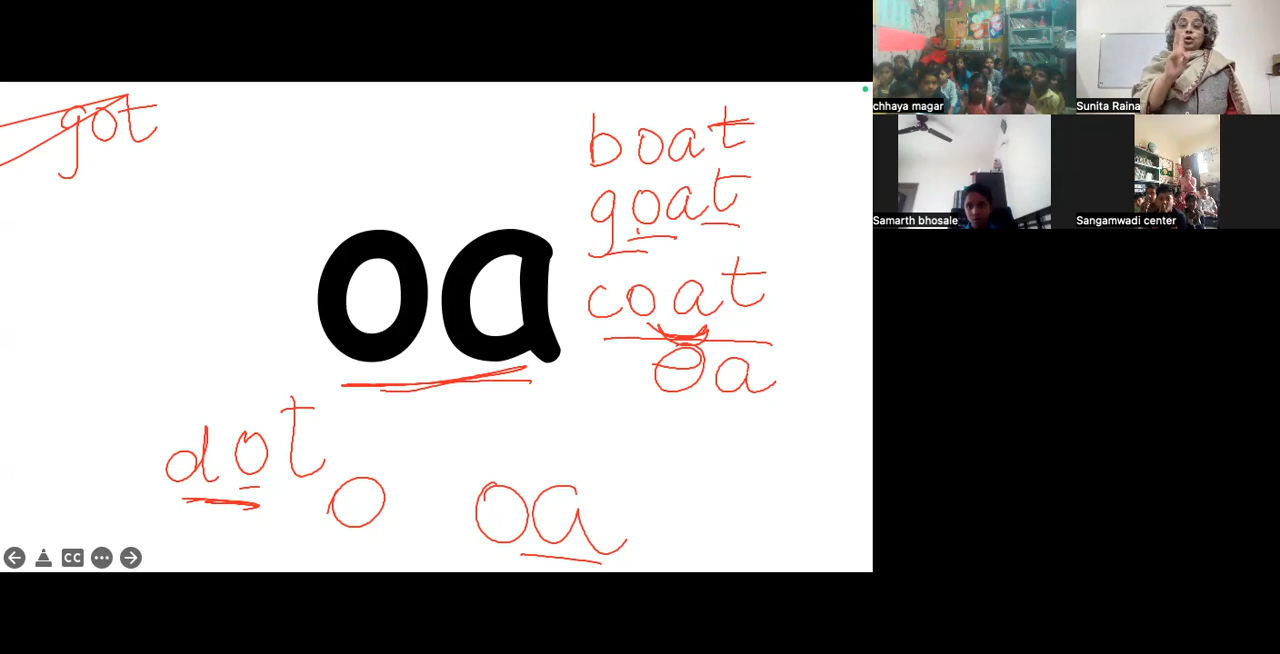 got
boat
goat
coat
oa
oa
dot
o
oa
chhaya magar
Sunita Raina
Samarth bhosale
Sangamwadi center
CC